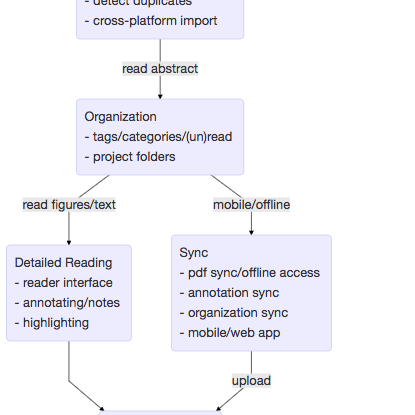 - detect duplicates
- cross-platform import
read abstract
Organization
- tags/categories/(un)read
- project folders
read figures/text
mobile/offline
Detailed Reading
- reader interface
- annotating/notes
- highlighting
Sync
- pdf sync/offline access
- annotation sync
- organization sync
- mobile/web app
upload